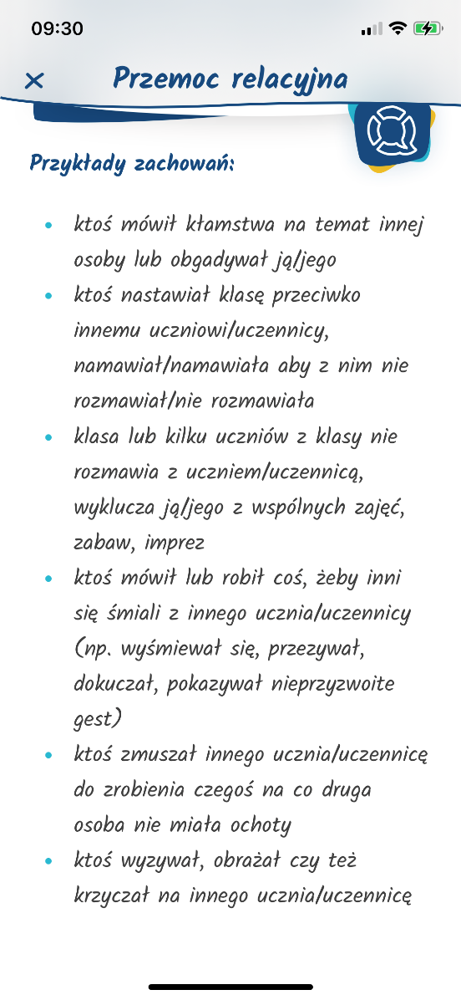 09:30
Przemoc relacyjna
Przykłady zachowań:
• ktoś mówił kłamstwa na temat innej
osoby lub obgadywał ją/jego
• ktoś nastawiał klasę przeciwko
innemu uczniowi/uczennicy,
namawiał/namawiała aby z nim nie
rozmawiał/nie rozmawiała
• klasa lub kilku uczniów z klasy nie
rozmawia z uczniem/uczennicą,
wyklucza ją/jego z wspólnych zajęć,
zabaw, imprez
• ktoś mówił lub robił coś, żeby inni
się śmiali z innego ucznia/uczennicy
(np. wyśmiewał się, przezywał,
dokuczał, pokazywał nieprzyzwoite
gest)
• ktoś zmuszał innego ucznia/uczennicę
do zrobienia czegoś na co druga
osoba nie miała ochoty
• ktoś wyzywał, obrażał czy też
krzyczał na innego ucznia/uczennicę